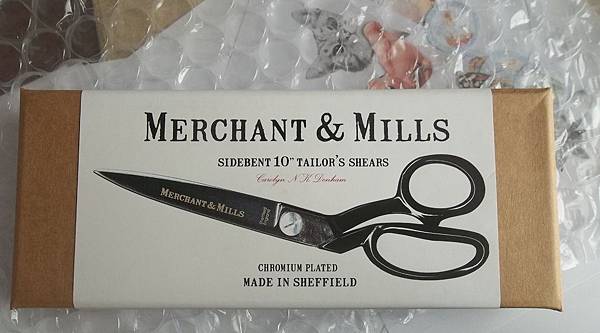 MERCHANT & MILLS
SIDEBENT 10" TAILOR'S SHEARS
Carolyn N. K. Denham
MERCHANT & MILLS
CHROMIUM PLATED
MADE IN SHEFFIELD